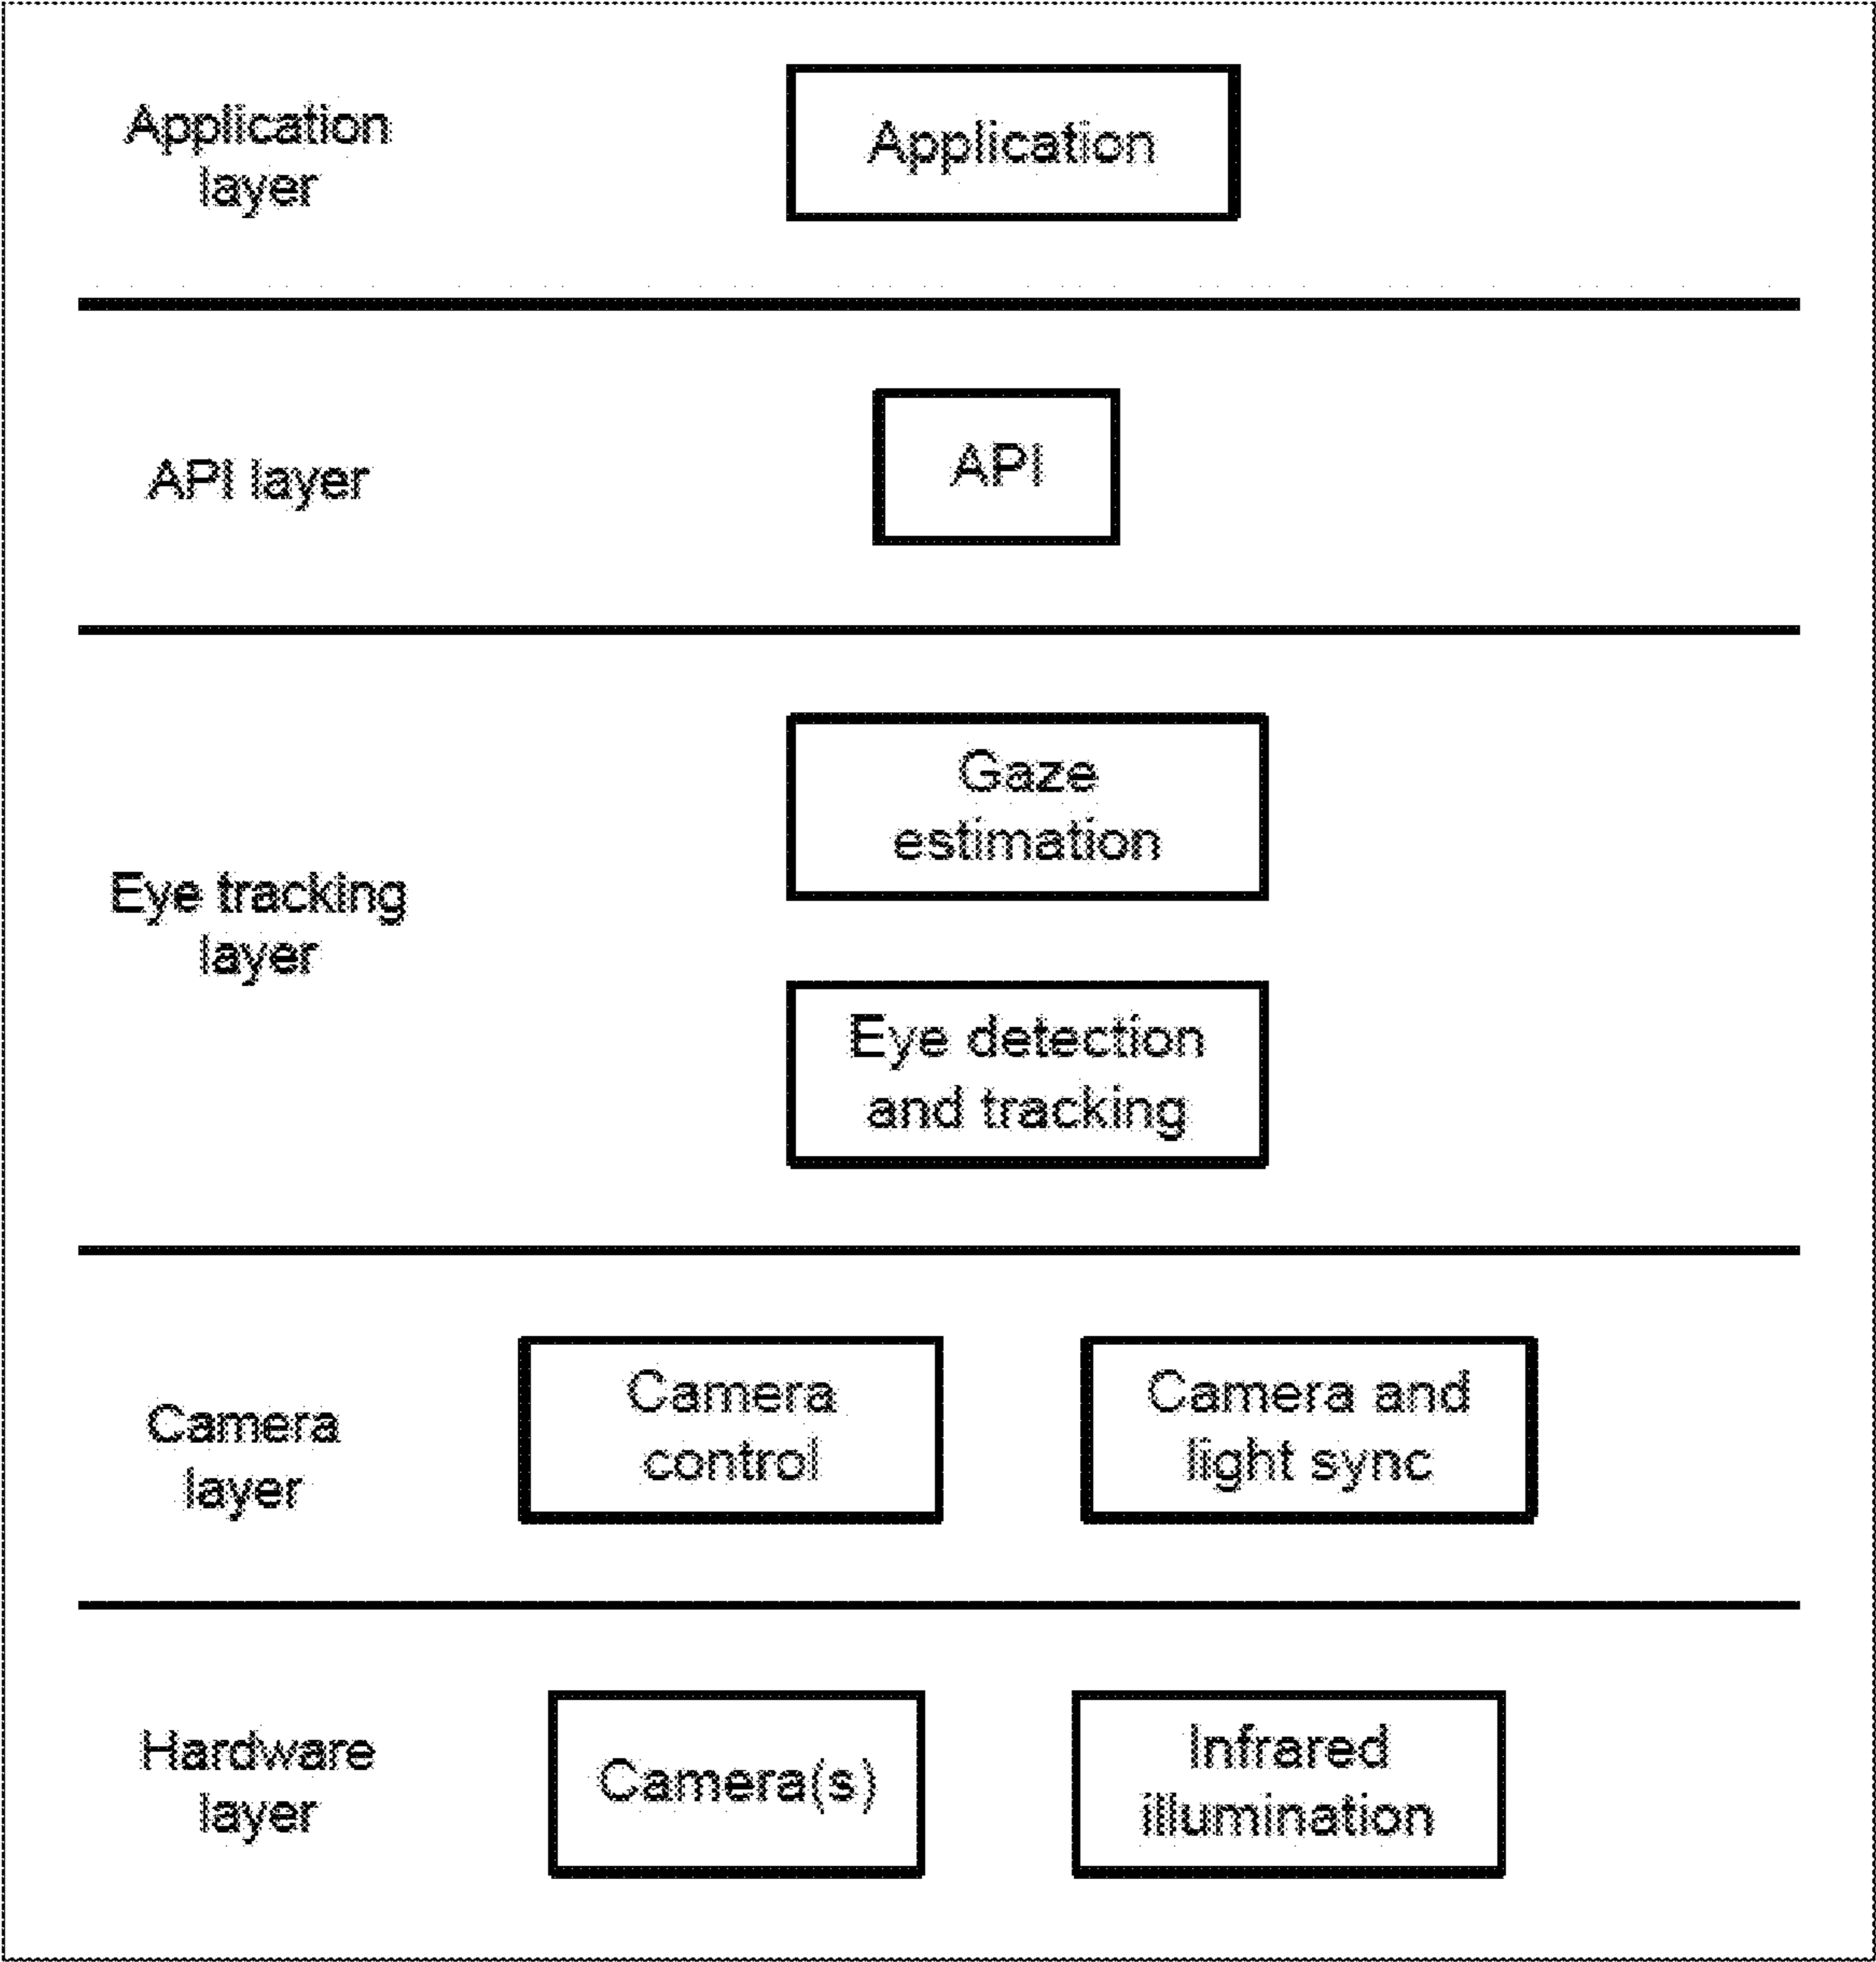 Application
layer
Application
API layer
API
Eye tracking
layer
Gaze
estimation
Eye detection
and tracking
Camera
layer
Camera
control
Camera and
light sync
Hardware
layer
Camera(s)
Infrared
illumination